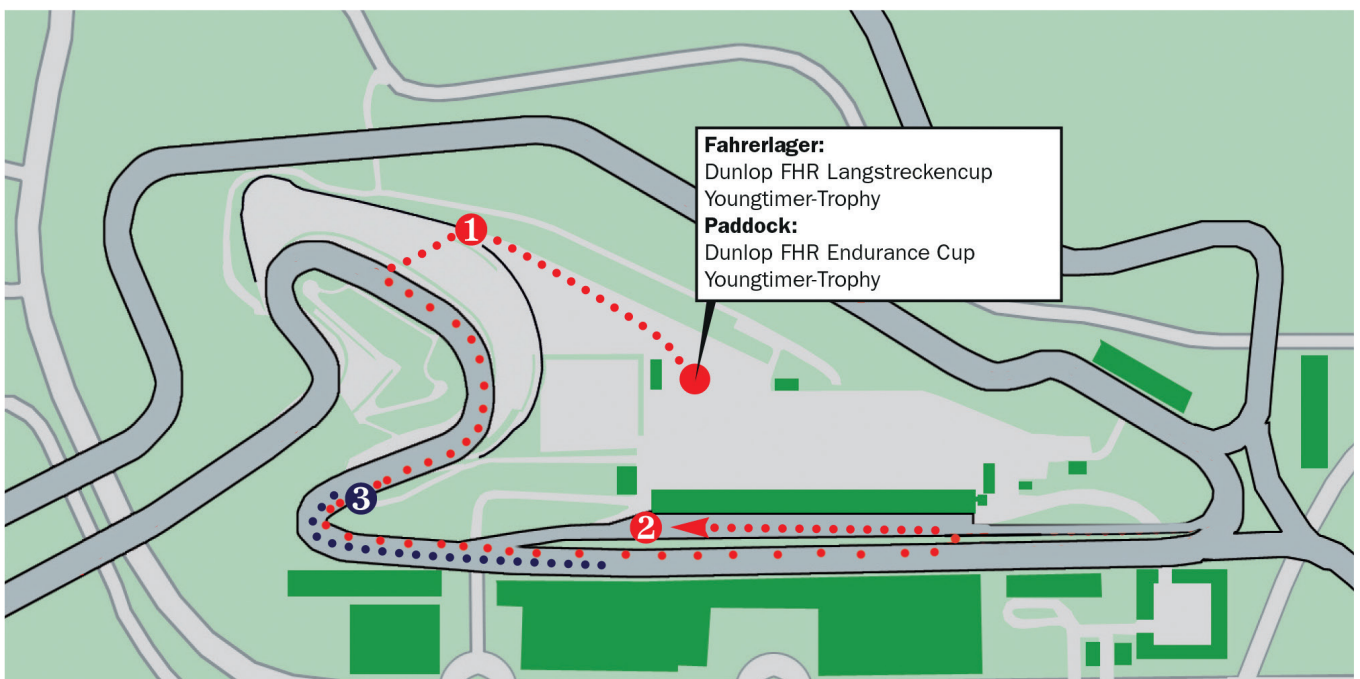 Fahrerlager:
Dunlop FHR Langstreckencup
Youngtimer-Trophy
Paddock:
Dunlop FHR Endurance Cup
Youngtimer-Trophy
1
3
2